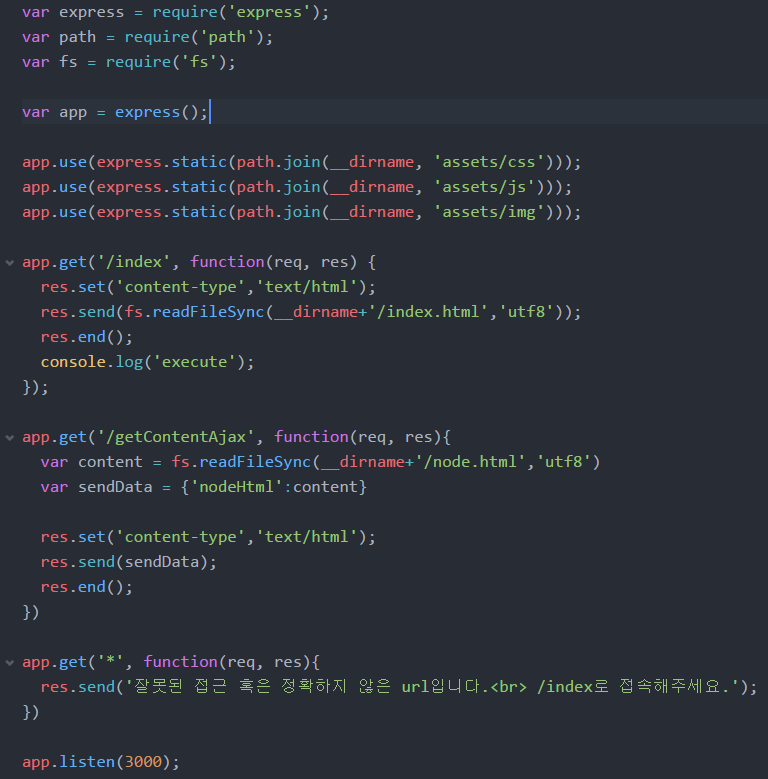 var express = require('express');
var path = require('path');
var fs = require('fs');
var app = express();
app.use(express.static(path.join(__dirname, 'assets/css')));
app.use(express.static(path.join(__dirname, 'assets/js')));
app.use(express.static(path.join(__dirname, 'assets/img')));
app.get('/index', function(req, res) {
  res.set('content-type','text/html');
  res.send(fs.readFileSync(__dirname+'/index.html','utf8'));
  res.end();
  console.log('execute');
});
app.get('/getContentAjax', function(req, res){
  var content = fs.readFileSync(__dirname+'/node.html','utf8')
  var sendData = {'nodeHtml':content}
  res.set('content-type','text/html');
  res.send(sendData);
  res.end();
})
app.get('*', function(req, res){
  res.send('잘못된 접근 혹은 정확하지 않은 url입니다.<br> /index로 접속해주세요.');
})
app.listen(3000);